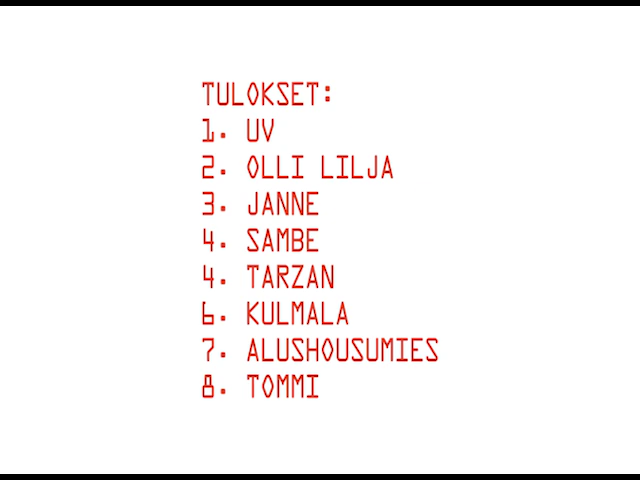 TULOKSET:
1. UV
2. OLLI LILJA
3. JANNE
4. SAMBE
4. TARZAN
6. KULMALA
7. ALUSHOUSUMIES
8. TOMMI